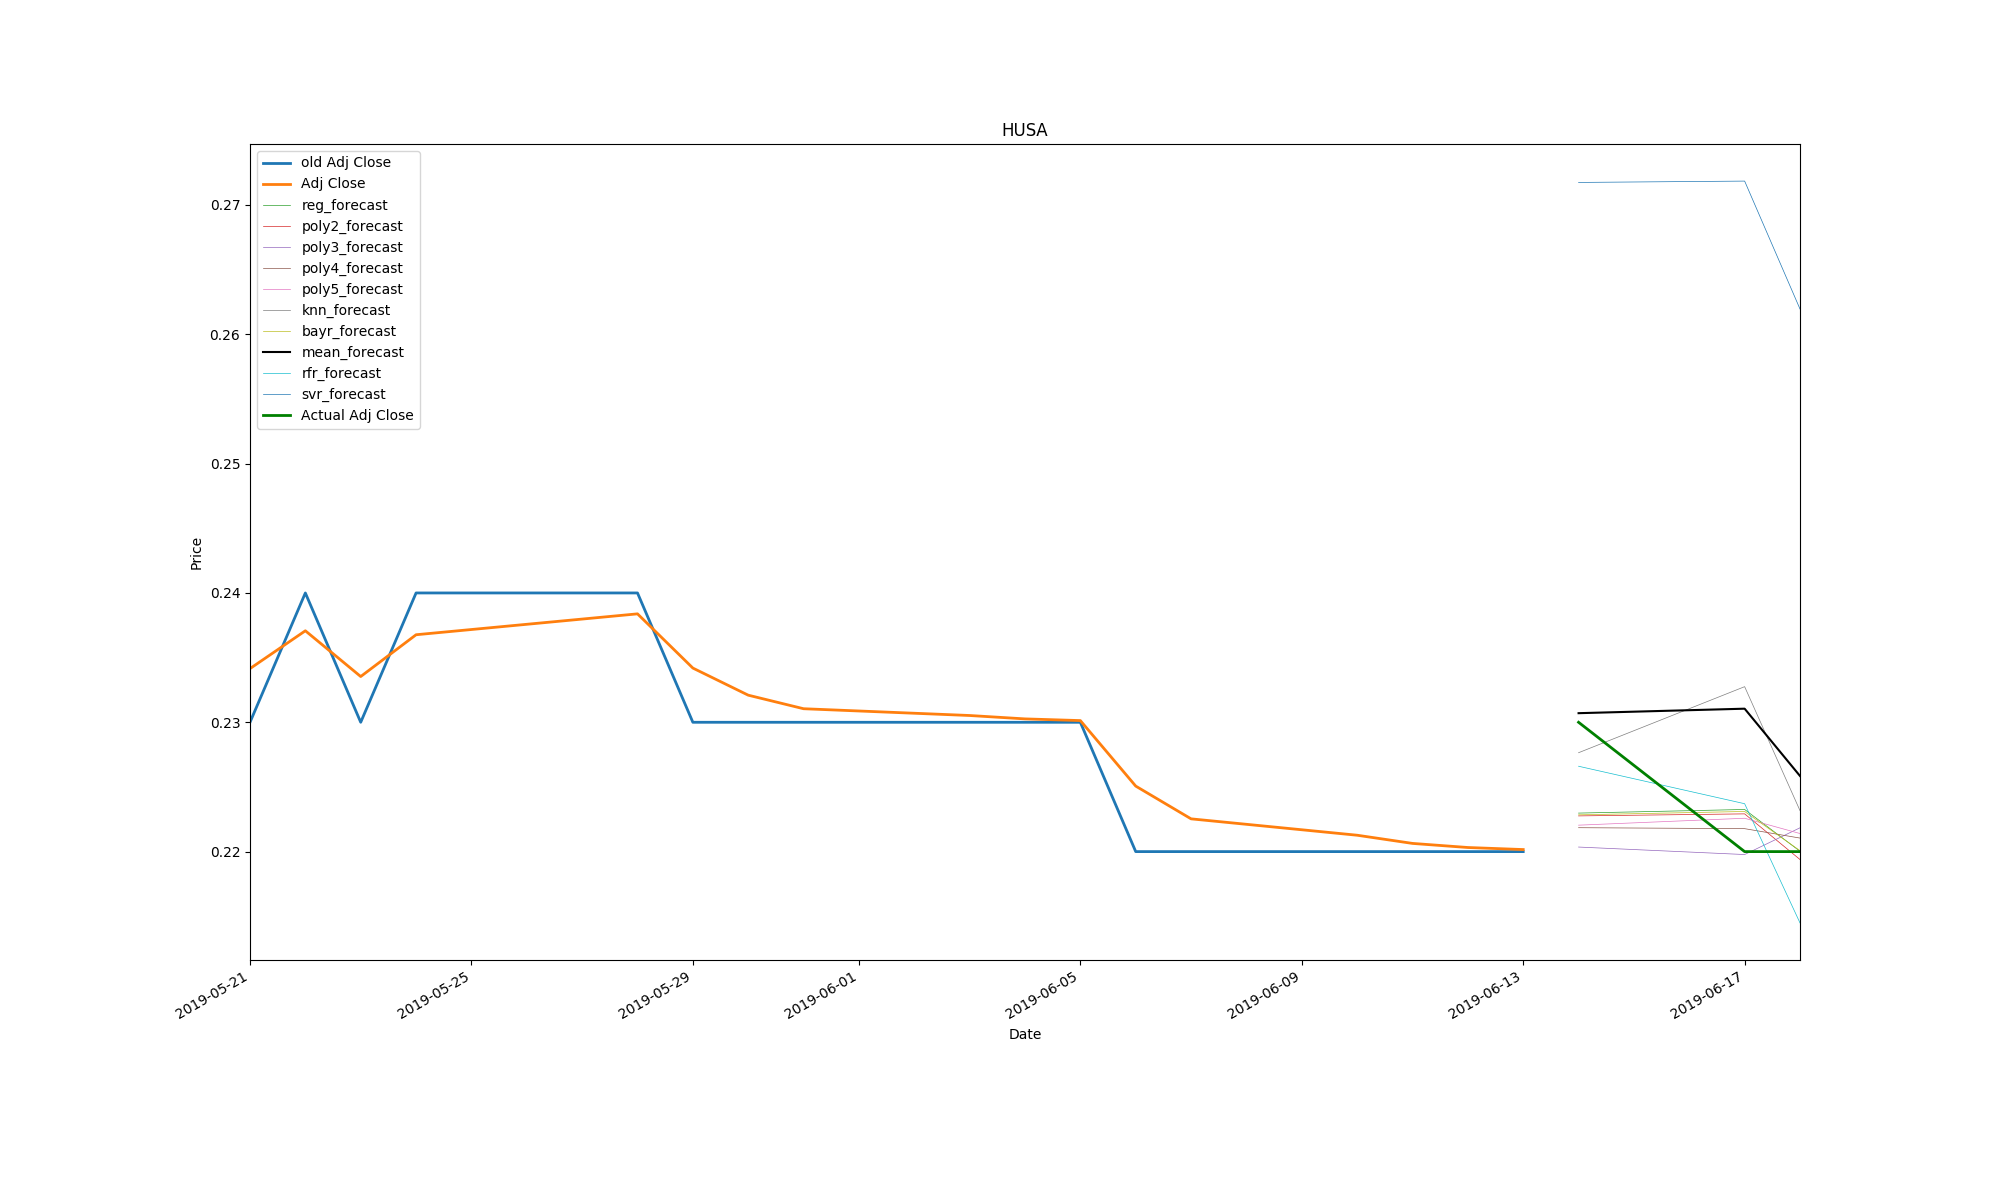 HUSA
old Adj Close
Adj Close
reg_forecast
poly2_forecast
poly3_forecast
poly4_forecast
poly5_forecast
knn_forecast
bayr_forecast
mean_forecast
rfr_forecast
svr_forecast
Actual Adj Close
0.27
0.26
0.25
0.24
0.23
0.22
Price
2019-05-21
2019-05-25
2019-05-29
2019-06-01
2019-06-05
2019-06-09
2019-06-13
2019-06-17
Date